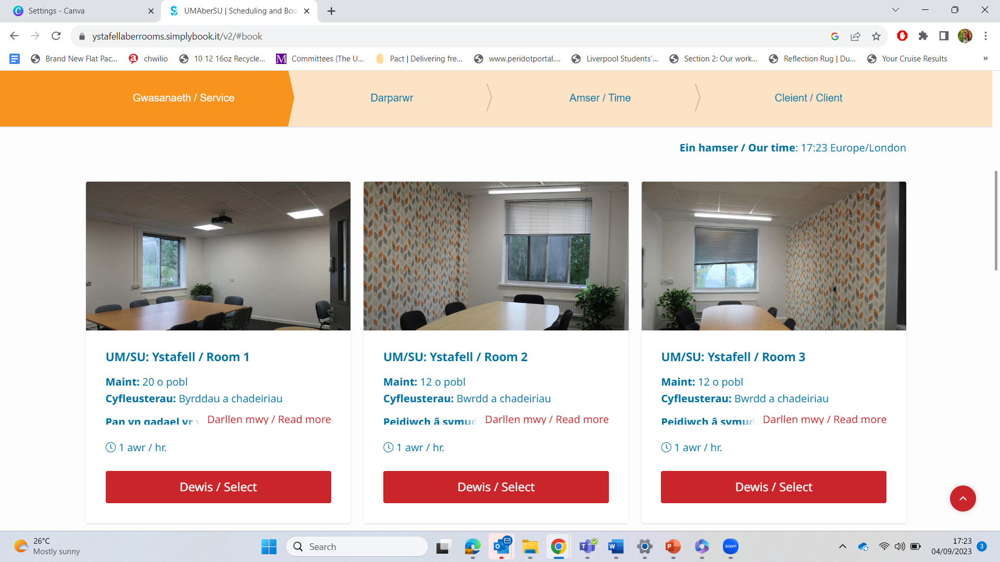 Settings - Canva
UMAberSU | Scheduling and Boo
ystafellaberrooms.simplybook.it/v2/#book
Brand New Flat Pac...
chwilio
10 12 16oz Recycle...
Committees (The U...
Pact | Delivering fre...
www.peridotportal....
Liverpool Students'...
Section 2: Our work...
Reflection Rug | Du...
Your Cruise Results
»
Gwasanaeth / Service
Darparwr
Amser / Time
Cleient / Client
Ein hamser / Our time: 17:23 Europe/London
UM/SU: Ystafell / Room 1
Maint: 20 o pobl
Cyfleusterau: Byrddau a chadeiriau
Pan yn gadael yr Darllen mwy / Read more
1 awr / hr.
Dewis / Select
UM/SU: Ystafell / Room 2
Maint: 12 o pobl
Cyfleusterau: Bwrdd a chadeiriau
Peidiwch â symud Darllen mwy / Read more
1 awr / hr.
Dewis / Select
UM/SU: Ystafell / Room 3
Maint: 12 o pobl
Cyfleusterau: Bwrdd a chadeiriau
Peidiwch â symud Darllen mwy / Read more
1 awr / hr.
Dewis / Select
26°C
Mostly sunny
Search
zoom
17:23
04/09/2023
3